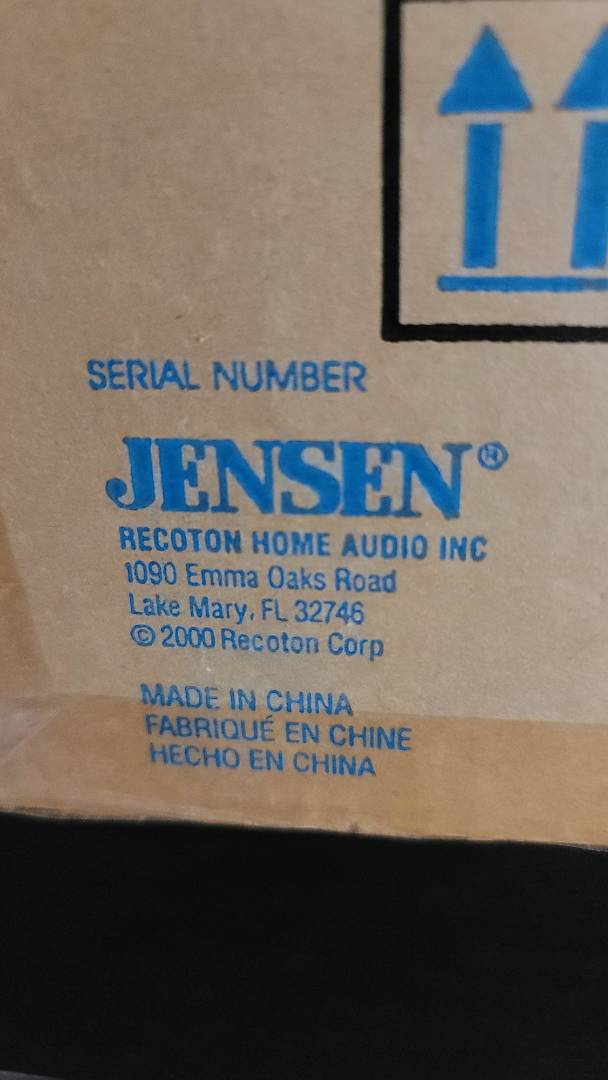 SERIAL NUMBER
JENSEN®
RECOTON HOME AUDIO INC
1090 Emma Oaks Road
Lake Mary, FL 32746
© 2000 Recoton Corp
MADE IN CHINA
FABRIQUÉ EN CHINE
HECHO EN CHINA